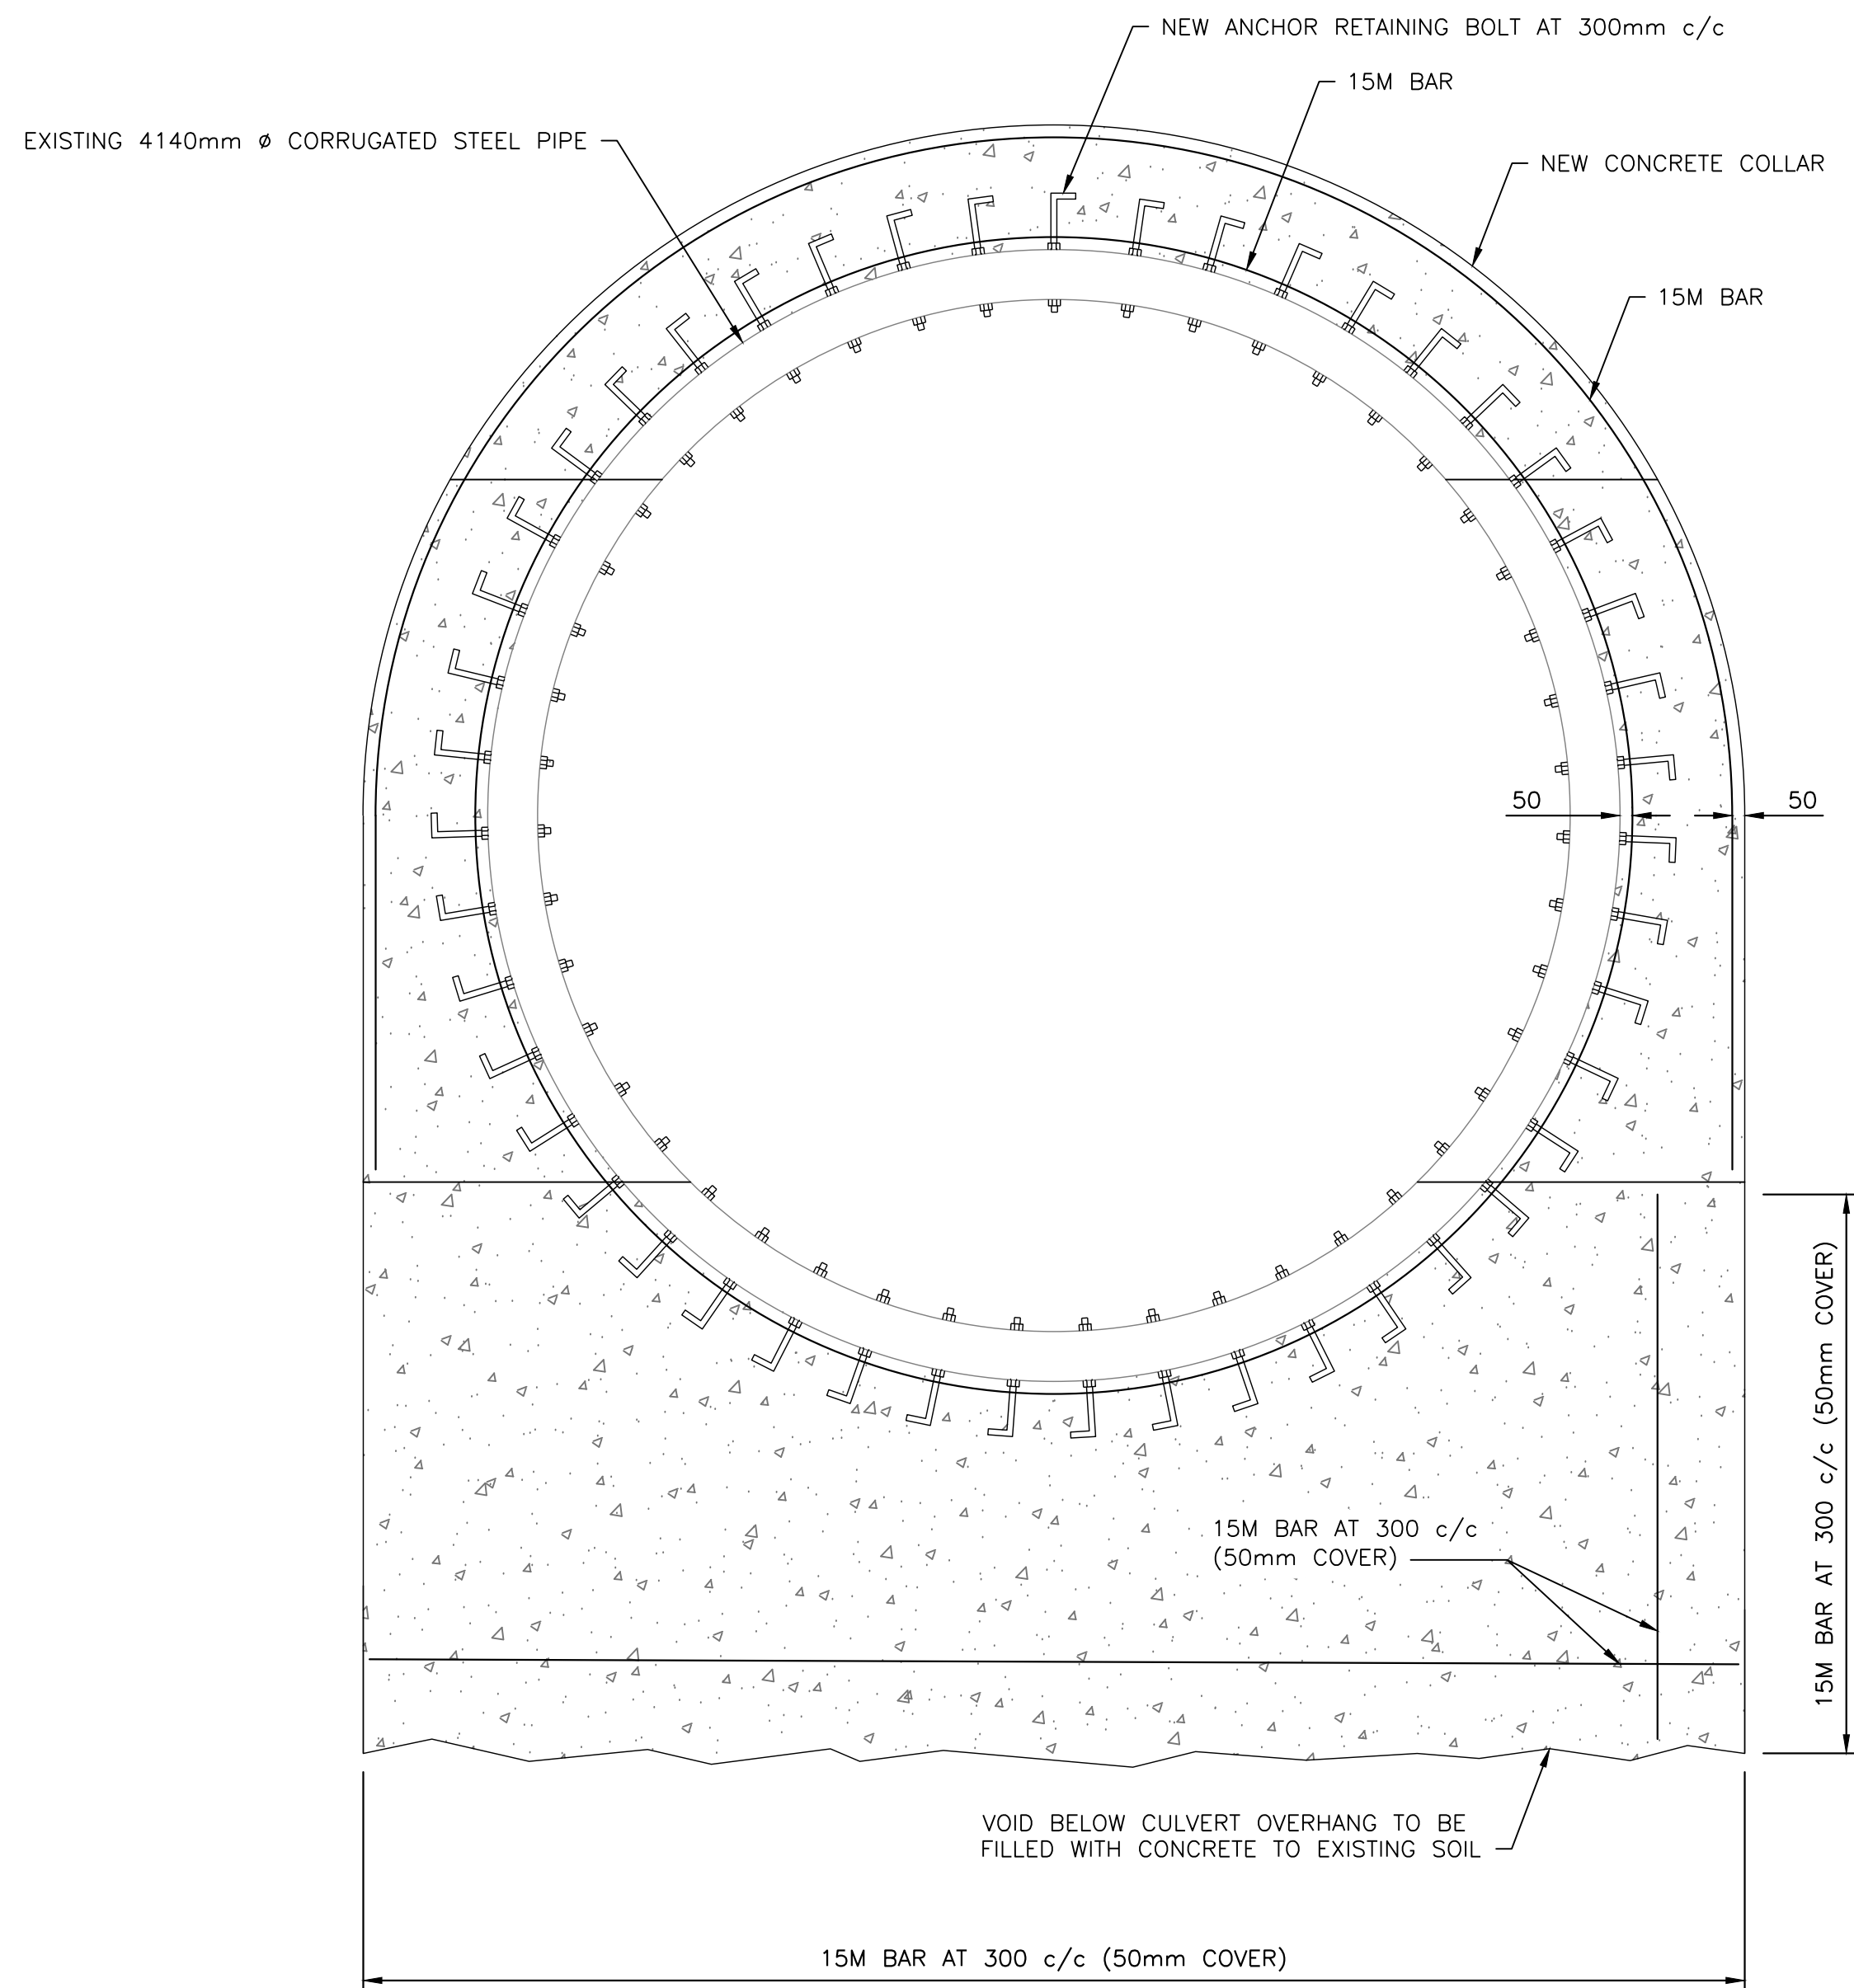 NEW ANCHOR RETAINING BOLT AT 300mm c/c
15M BAR
EXISTING 4140mm ø CORRUGATED STEEL PIPE
NEW CONCRETE COLLAR
15M BAR
50
50
15M BAR AT 300 c/c (50mm COVER)
15M BAR AT 300 c/c
(50mm COVER)
VOID BELOW CULVERT OVERHANG TO BE
FILLED WITH CONCRETE TO EXISTING SOIL
15M BAR AT 300 c/c (50mm COVER)